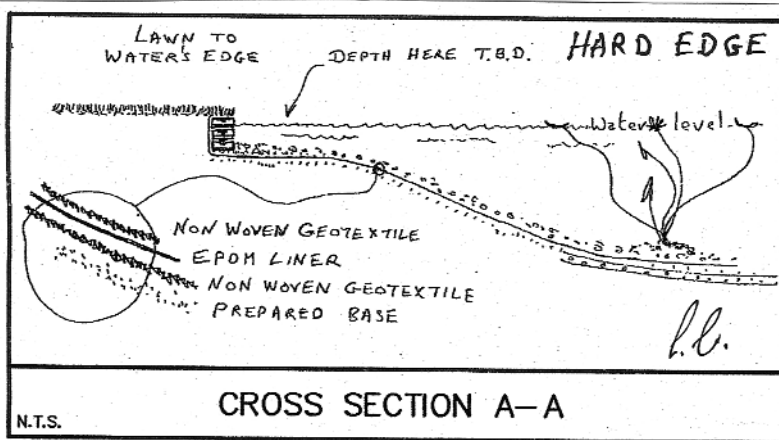 LAWN TO
WATER'S EDGE
DEPTH HERE T.B.D.
HARD EDGE
Water level
NON WOVEN GEOTEXTILE
EPDM LINER
NON WOVEN GEOTEXTILE
PREPARED BASE
CROSS SECTION A–A
N.T.S.